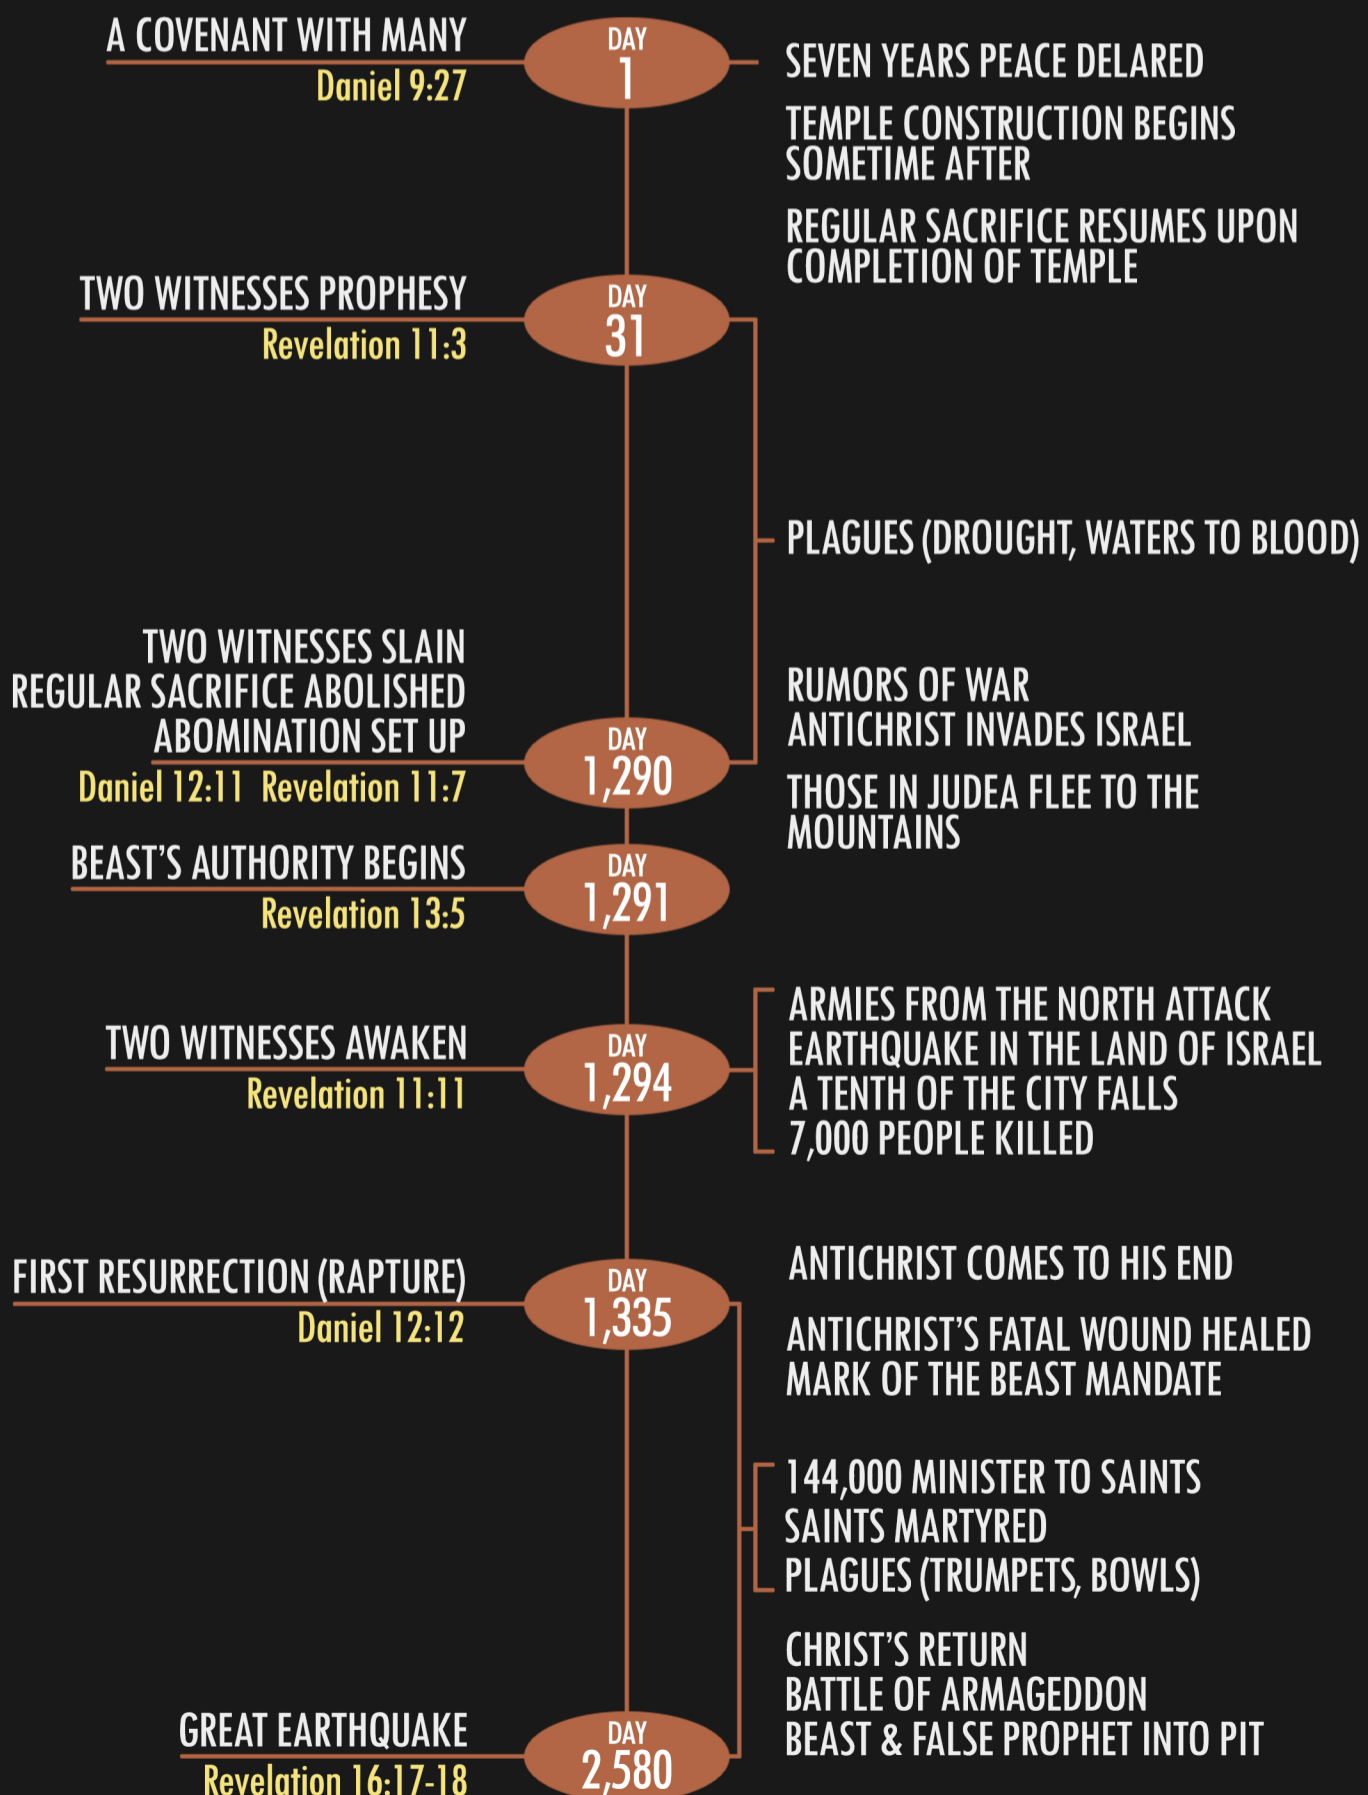 A COVENANT WITH MANY
Daniel 9:27
DAY
1
SEVEN YEARS PEACE DELARED
TEMPLE CONSTRUCTION BEGINS
SOMETIME AFTER
REGULAR SACRIFICE RESUMES UPON
COMPLETION OF TEMPLE
TWO WITNESSES PROPHESY
Revelation 11:3
DAY
31
PLAGUES (DROUGHT, WATERS TO BLOOD)
TWO WITNESSES SLAIN
REGULAR SACRIFICE ABOLISHED
ABOMINATION SET UP
Daniel 12:11 Revelation 11:7
DAY
1,290
RUMORS OF WAR
ANTICHRIST INVADES ISRAEL
THOSE IN JUDEA FLEE TO THE
MOUNTAINS
BEAST'S AUTHORITY BEGINS
Revelation 13:5
DAY
1,291
TWO WITNESSES AWAKEN
Revelation 11:11
DAY
1,294
ARMIES FROM THE NORTH ATTACK
EARTHQUAKE IN THE LAND OF ISRAEL
A TENTH OF THE CITY FALLS
7,000 PEOPLE KILLED
FIRST RESURRECTION (RAPTURE)
Daniel 12:12
DAY
1,335
ANTICHRIST COMES TO HIS END
ANTICHRIST'S FATAL WOUND HEALED
MARK OF THE BEAST MANDATE
144,000 MINISTER TO SAINTS
SAINTS MARTYRED
PLAGUES (TRUMPETS, BOWLS)
CHRIST'S RETURN
BATTLE OF ARMAGEDDON
BEAST & FALSE PROPHET INTO PIT
GREAT EARTHQUAKE
Revelation 16:17-18
DAY
2,580